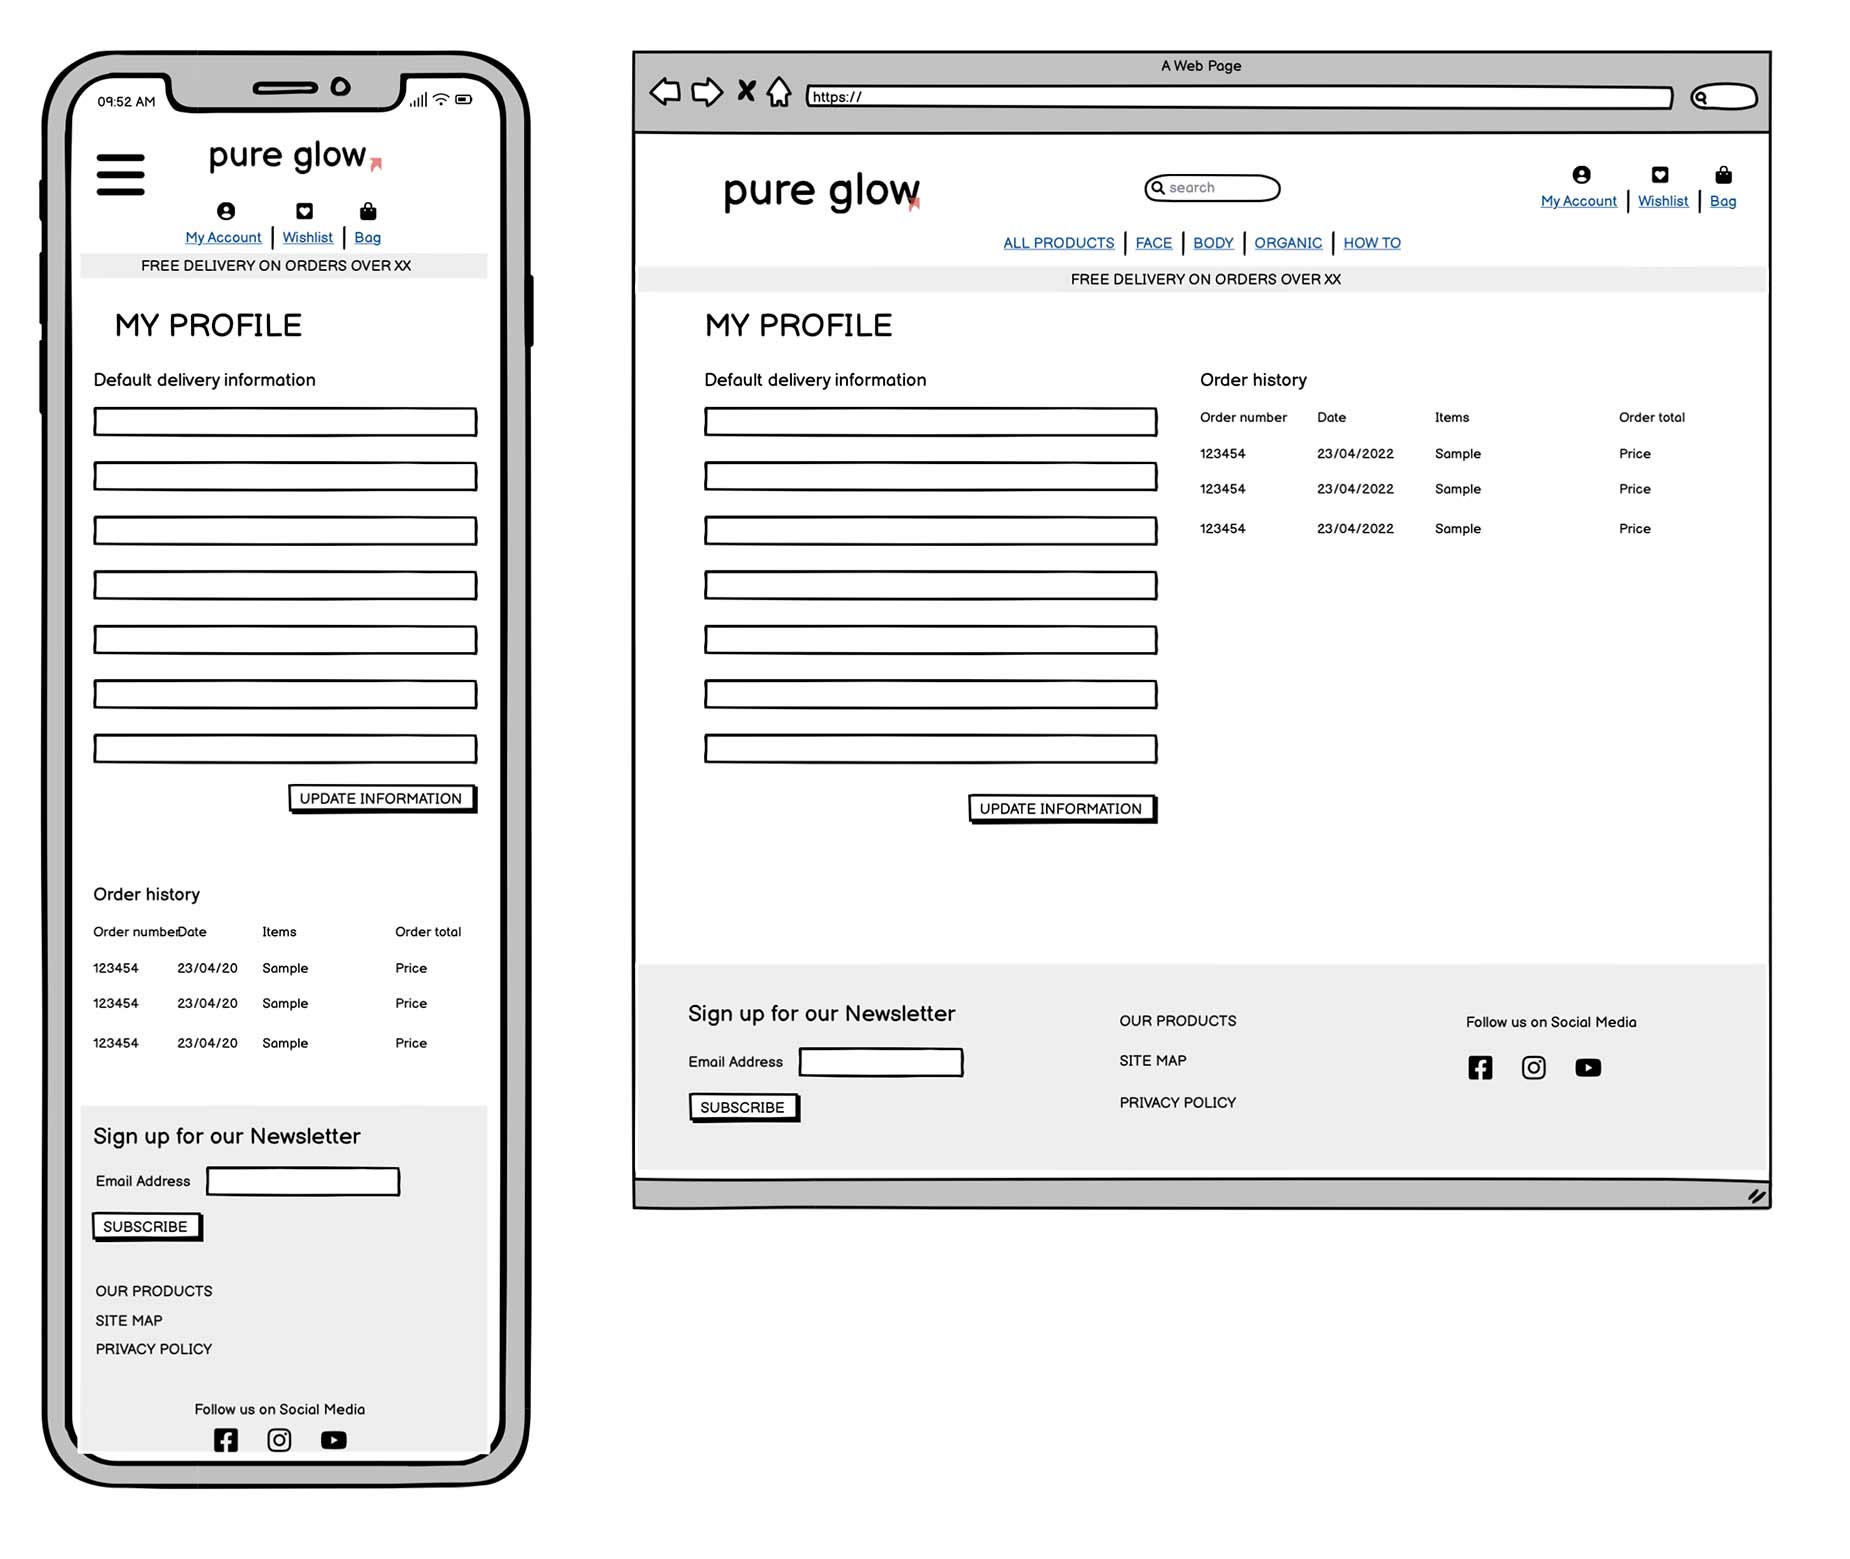 09:52 AM
pure glow
My Account Wishlist Bag
FREE DELIVERY ON ORDERS OVER XX
MY PROFILE
Default delivery information
UPDATE INFORMATION
Order history
Order number Date Items Order total
123454 23/04/20 Sample Price
123454 23/04/20 Sample Price
123454 23/04/20 Sample Price
Sign up for our Newsletter
Email Address
SUBSCRIBE
OUR PRODUCTS
SITE MAP
PRIVACY POLICY
Follow us on Social Media
A Web Page
https://
pure glow
search
My Account Wishlist Bag
ALL PRODUCTS FACE BODY ORGANIC HOW TO
FREE DELIVERY ON ORDERS OVER XX
MY PROFILE
Default delivery information
UPDATE INFORMATION
Order history
Order number Date Items Order total
123454 23/04/2022 Sample Price
123454 23/04/2022 Sample Price
123454 23/04/2022 Sample Price
Sign up for our Newsletter
Email Address
SUBSCRIBE
OUR PRODUCTS
SITE MAP
PRIVACY POLICY
Follow us on Social Media